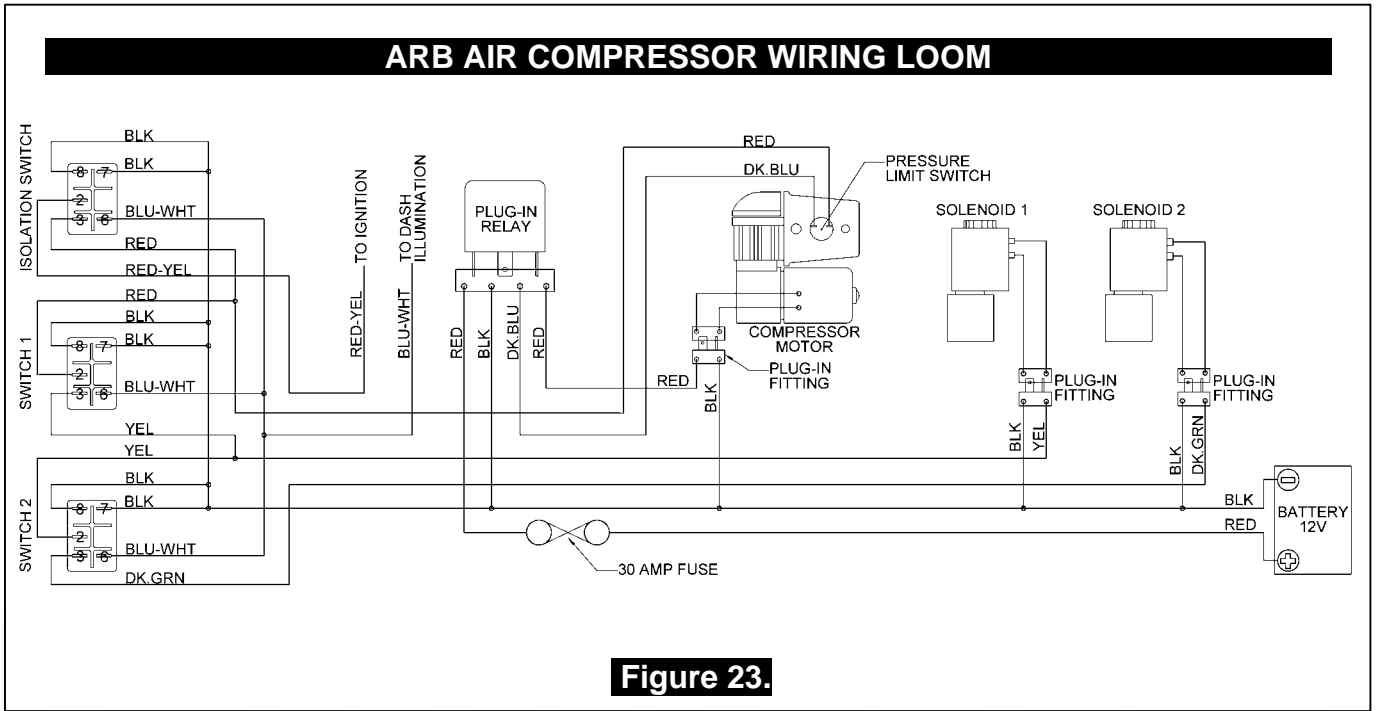 ARB AIR COMPRESSOR WIRING LOOM
ISOLATION SWITCH
BLK
BLK
8 7
2
3 6
BLU-WHT
RED
RED-YEL
SWITCH 1
RED
BLK
BLK
8 7
2
3 6
BLU-WHT
YEL
SWITCH 2
YEL
BLK
BLK
8 7
2
3 6
BLU-WHT
DK.GRN
RED-YEL
TO IGNITION
BLU-WHT
TO DASH
ILLUMINATION
PLUG-IN
RELAY
RED
BLK
DK.BLU
RED
RED
DK.BLU
PRESSURE
LIMIT SWITCH
COMPRESSOR
MOTOR
PLUG-IN
FITTING
RED
BLK
SOLENOID 1
PLUG-IN
FITTING
BLK
YEL
SOLENOID 2
PLUG-IN
FITTING
BLK
DK.GRN
BLK
RED
BATTERY
12V
30 AMP FUSE
Figure 23.